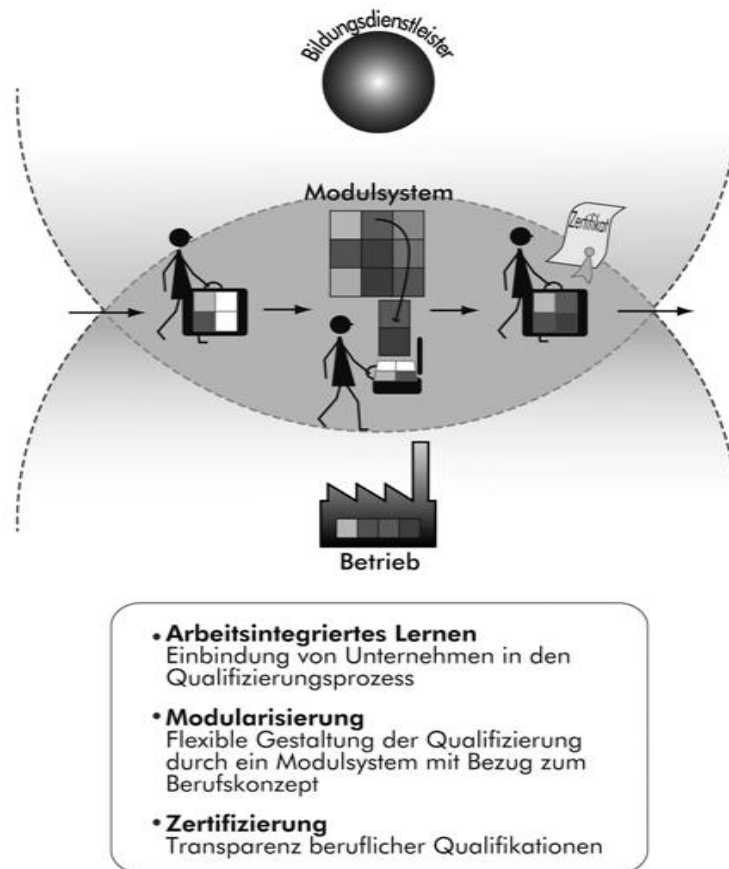 Bildungsdienstleister
Modulsystem
Zertifikat
Betrieb
• Arbeitsintegriertes Lernen
Einbindung von Unternehmen in den
Qualifizierungsprozess
• Modularisierung
Flexible Gestaltung der Qualifizierung
durch ein Modulsystem mit Bezug zum
Berufskonzept
• Zertifizierung
Transparenz beruflicher Qualifikationen